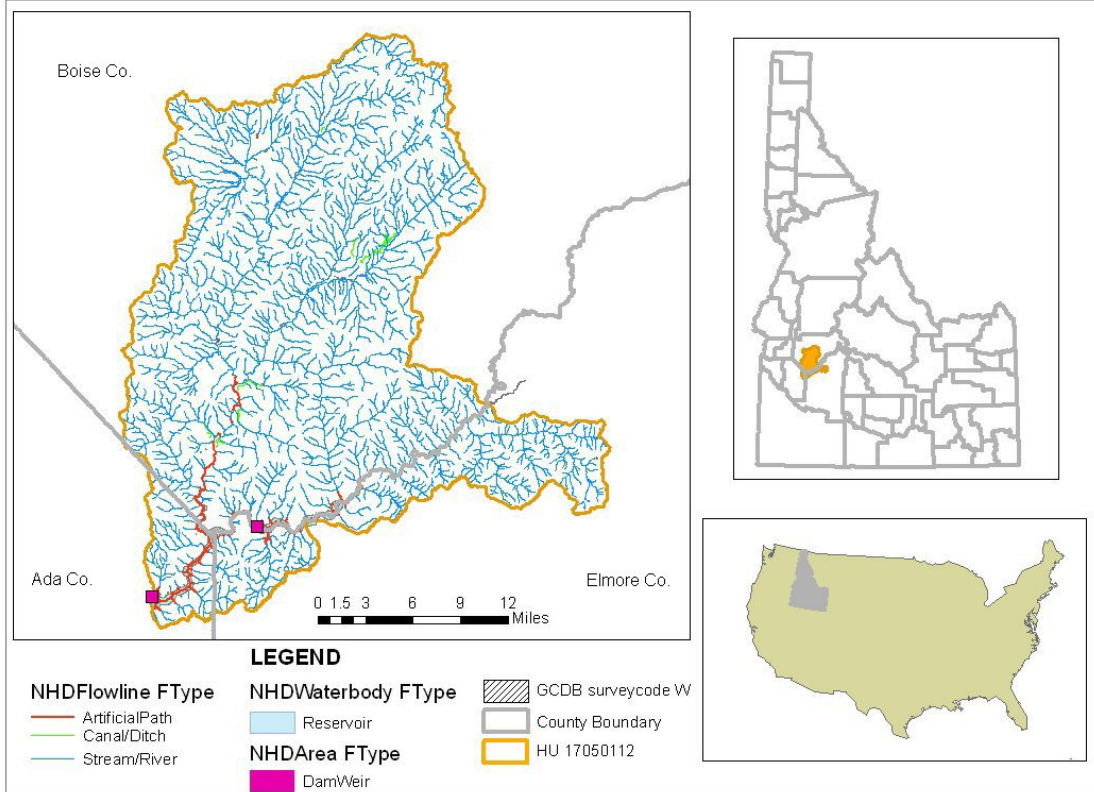 Boise Co.
Ada Co.
Elmore Co.
0 1.5 3 6 9 12
Miles
LEGEND
NHDFlowline FType
ArtificialPath
Canal/Ditch
Stream/River
NHDWaterbody FType
Reservoir
NHDArea FType
DamWeir
GCDB surveycode W
County Boundary
HU 17050112